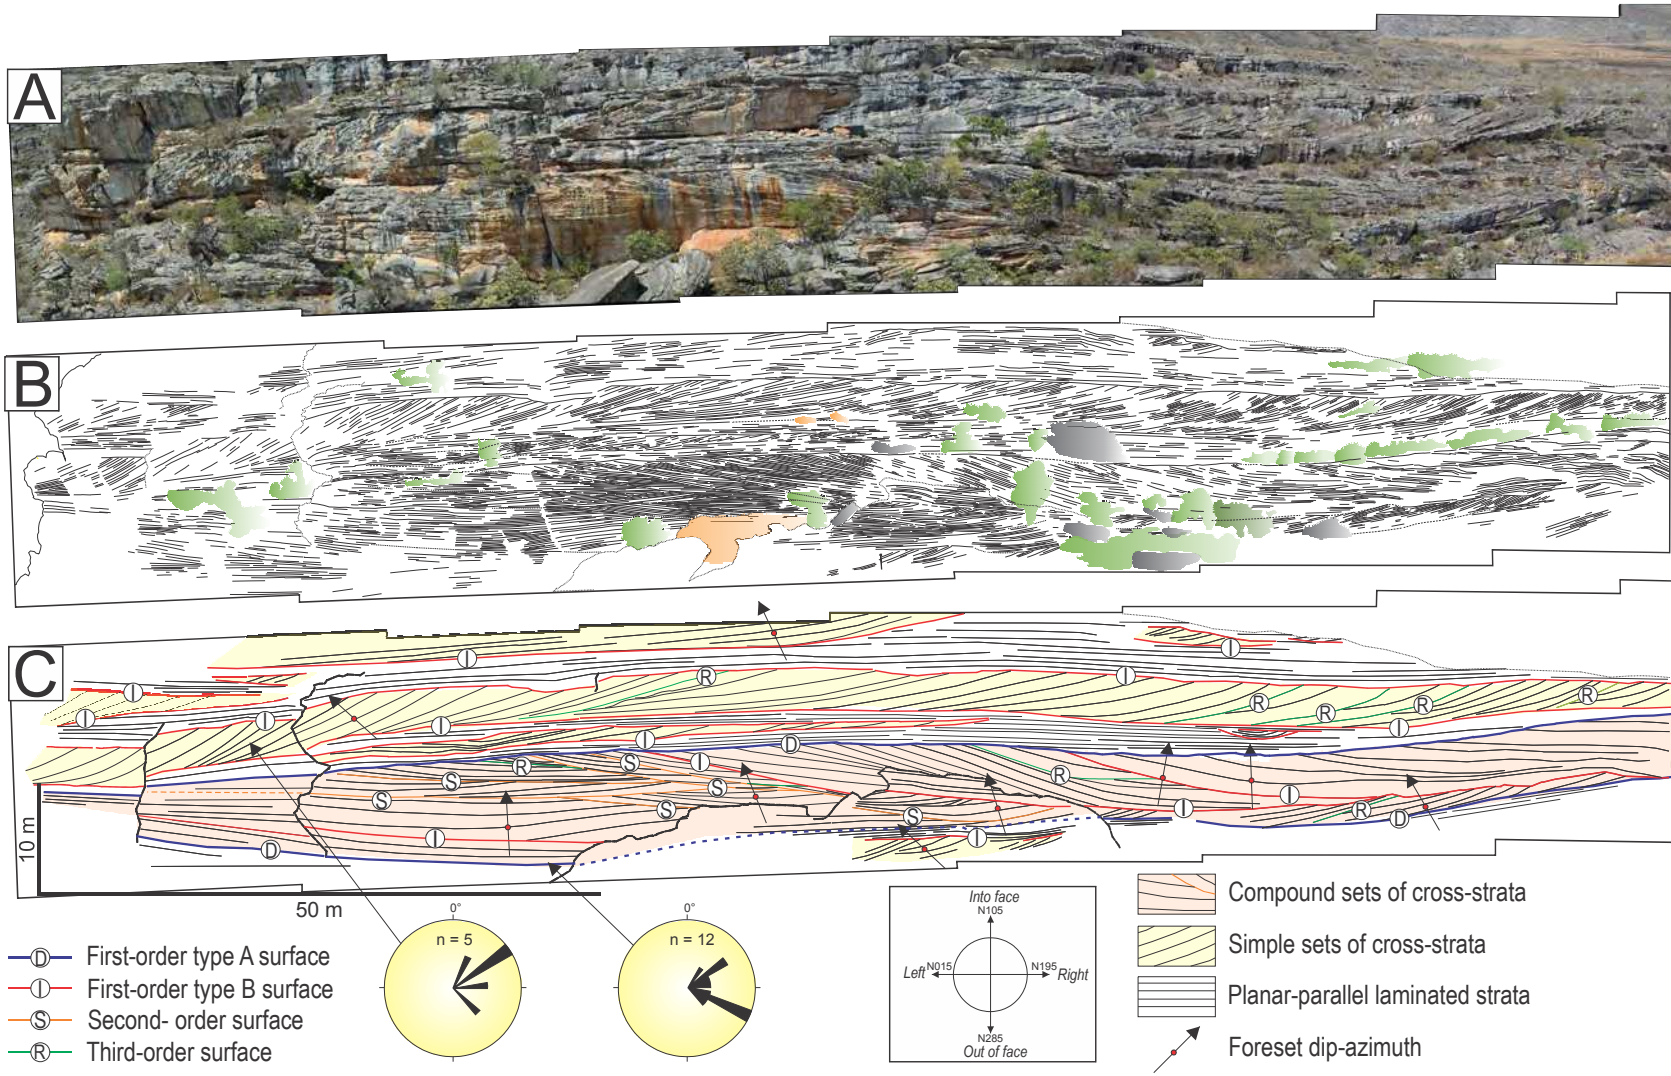 A
B
C
I
I
I
I
I
R
I
R
R
R
R
I
I
I
D
S
R
S
I
S
S
S
R
I
I
R
D
S
I
I
D
10 m
50 m
0°
n = 5
0°
n = 12
Into face
N105
Left N015 N195 Right
N285
Out of face
D First-order type A surface
I First-order type B surface
S Second- order surface
R Third-order surface
Compound sets of cross-strata
Simple sets of cross-strata
Planar-parallel laminated strata
Foreset dip-azimuth